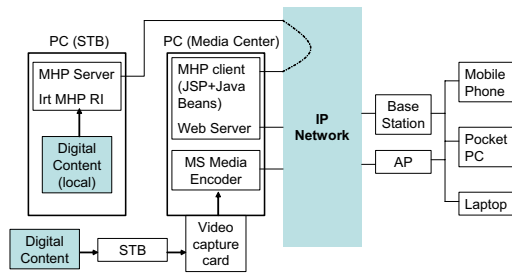 PC (STB)
MHP Server
Irt MHP RI
Digital
Content
(local)
PC (Media Center)
MHP client
(JSP+Java
Beans)
Web Server
MS Media
Encoder
Video
capture
card
Digital
Content
STB
IP
Network
Base
Station
AP
Mobile
Phone
Pocket
PC
Laptop